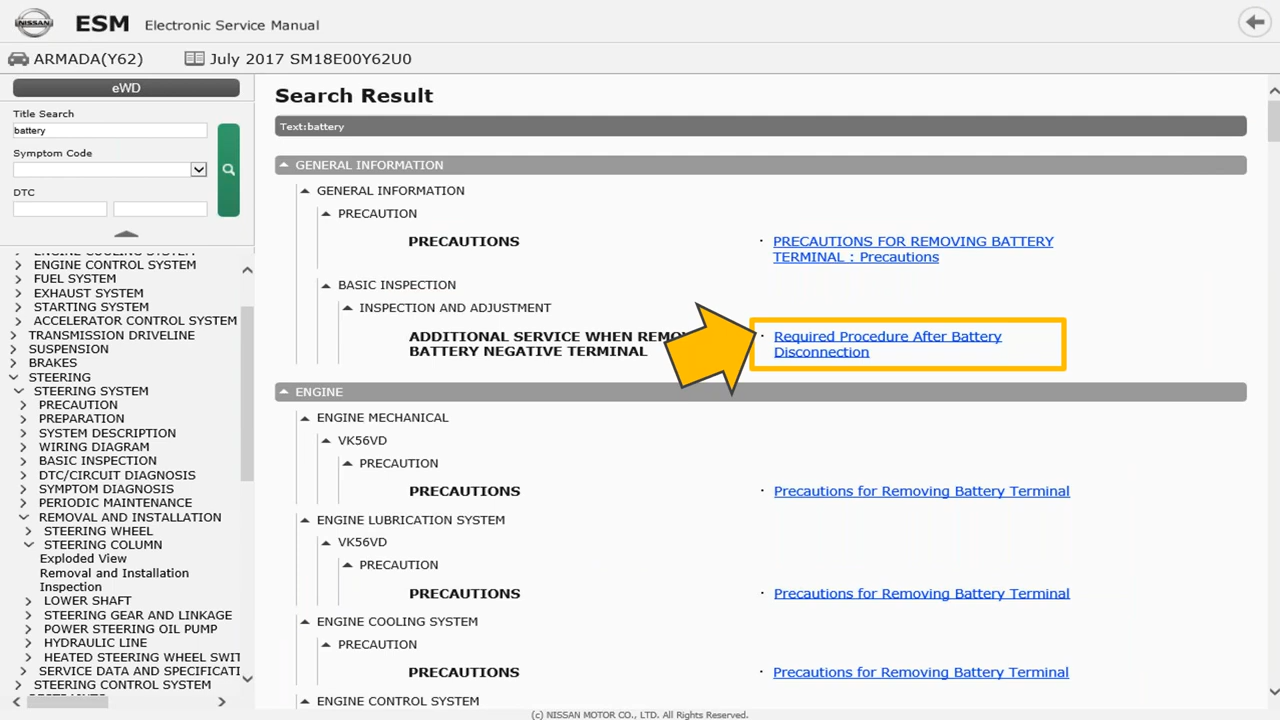 NISSAN
ESM Electronic Service Manual
ARMADA(Y62) July 2017 SM18E00Y62U0
eWD
Title Search
battery
Symptom Code
DTC
ENGINE CONTROL SYSTEM
FUEL SYSTEM
EXHAUST SYSTEM
STARTING SYSTEM
ACCELERATOR CONTROL SYSTEM
TRANSMISSION DRIVELINE
SUSPENSION
BRAKES
STEERING
STEERING SYSTEM
PRECAUTION
PREPARATION
SYSTEM DESCRIPTION
WIRING DIAGRAM
BASIC INSPECTION
DTC/CIRCUIT DIAGNOSIS
SYMPTOM DIAGNOSIS
PERIODIC MAINTENANCE
REMOVAL AND INSTALLATION
STEERING WHEEL
STEERING COLUMN
Exploded View
Removal and Installation
Inspection
LOWER SHAFT
STEERING GEAR AND LINKAGE
POWER STEERING OIL PUMP
HYDRAULIC LINE
HEATED STEERING WHEEL SWIT
SERVICE DATA AND SPECIFICATI
STEERING CONTROL SYSTEM
Search Result
Text:battery
GENERAL INFORMATION
GENERAL INFORMATION
PRECAUTION
PRECAUTIONS
· PRECAUTIONS FOR REMOVING BATTERY
TERMINAL : Precautions
BASIC INSPECTION
INSPECTION AND ADJUSTMENT
ADDITIONAL SERVICE WHEN REMO
BATTERY NEGATIVE TERMINAL
· Required Procedure After Battery
Disconnection
ENGINE
ENGINE MECHANICAL
VK56VD
PRECAUTION
PRECAUTIONS
· Precautions for Removing Battery Terminal
ENGINE LUBRICATION SYSTEM
VK56VD
PRECAUTION
PRECAUTIONS
· Precautions for Removing Battery Terminal
ENGINE COOLING SYSTEM
PRECAUTION
PRECAUTIONS
· Precautions for Removing Battery Terminal
ENGINE CONTROL SYSTEM
(c) NISSAN MOTOR CO., LTD. All Rights Reserved.